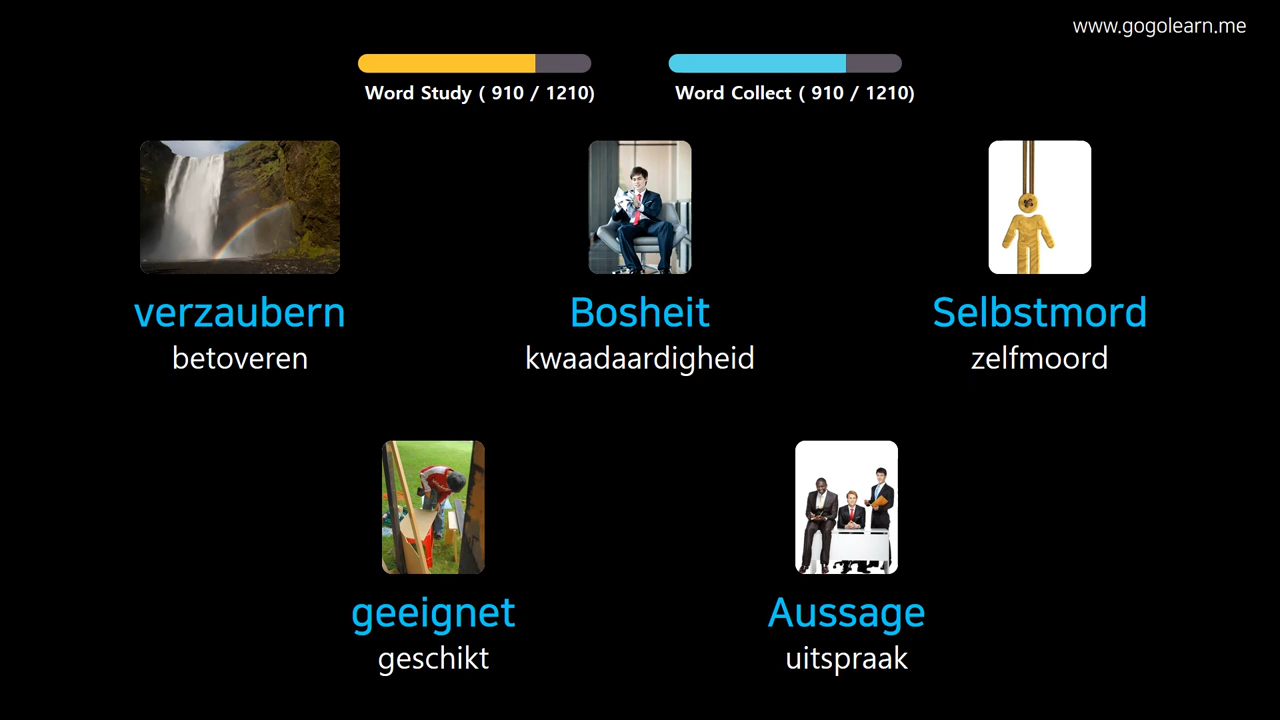 www.gogolearn.me
Word Study ( 910 / 1210)
Word Collect ( 910 / 1210)
verzaubern
Bosheit
Selbstmord
betoveren
kwaadaardigheid
zelfmoord
geeignet
Aussage
geschikt
uitspraak